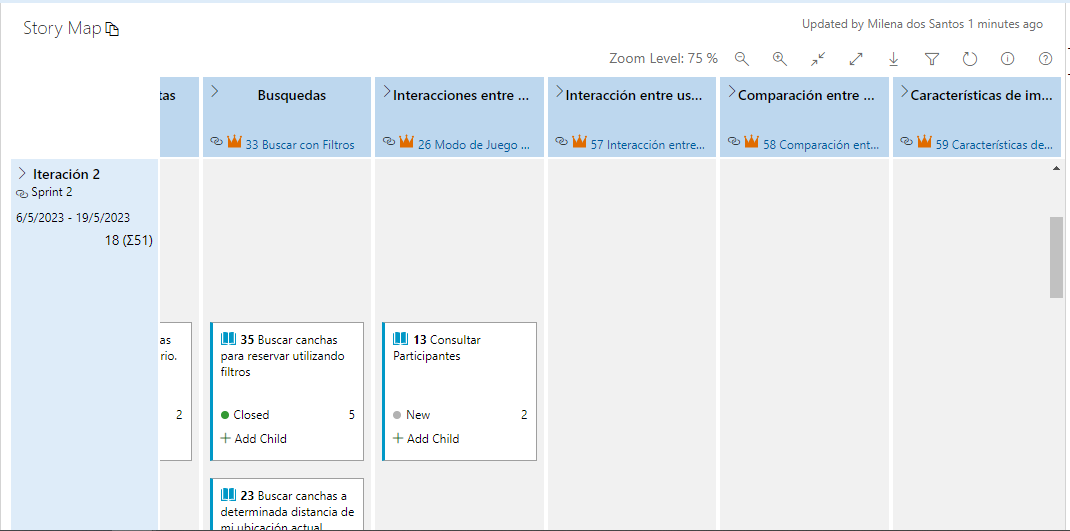 Story Map
Updated by Milena dos Santos 1 minutes ago
Zoom Level: 75 %
tas
Busquedas
33 Buscar con Filtros
Interacciones entre ...
26 Modo de Juego ...
Interacción entre us...
57 Interacción entre...
Comparación entre ...
58 Comparación ent...
Características de im...
59 Características de...
Iteración 2
Sprint 2
6/5/2023 - 19/5/2023
18 (Σ51)
as
rio.
2
35 Buscar canchas
para reservar utilizando
filtros
Closed 5
+ Add Child
13 Consultar
Participantes
New 2
+ Add Child
23 Buscar canchas a
determinada distancia de
mi ubicación actual